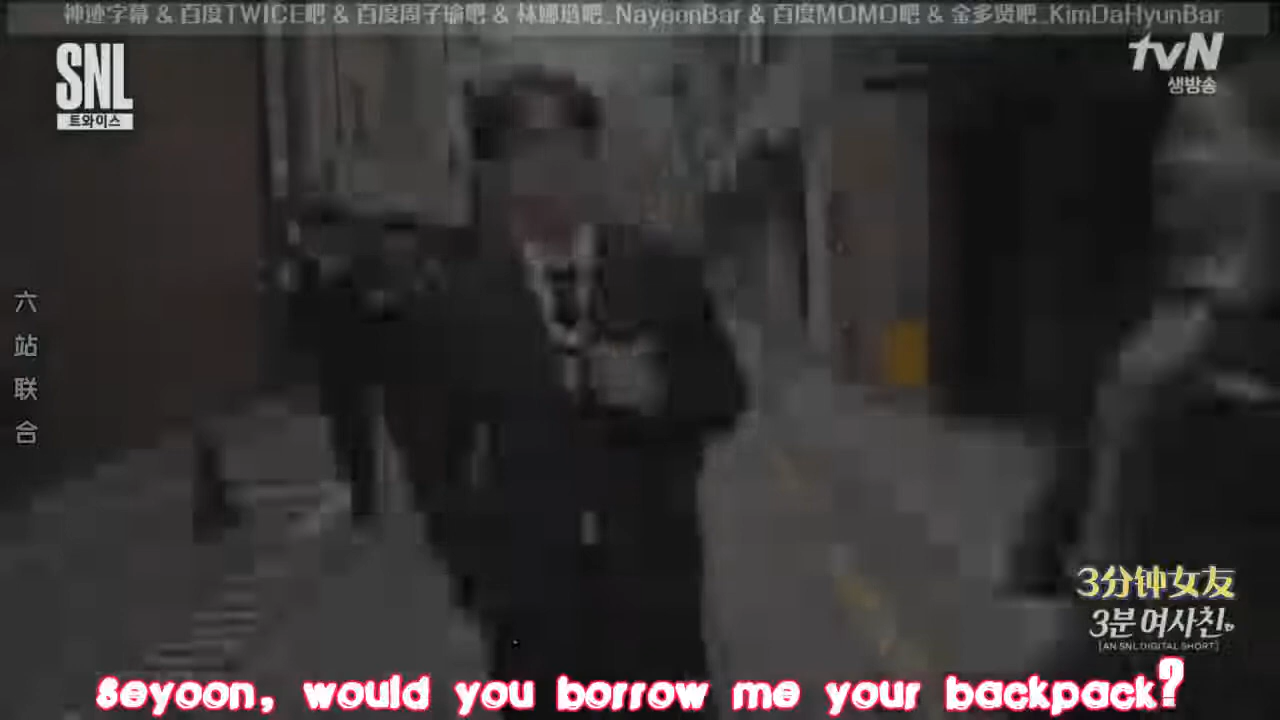 神迹字幕 & 百度TWICE吧 & 百度周子瑜吧 & 林娜琏吧_NayeonBar & 百度MOMO吧 & 金多贤吧_KimDaHyunBar
SNL
트와이스
tvN
생방송
六站联合
3分钟女友
3분 여사친
[AN SNL DIGITAL SHORT]
Seyoon, would you borrow me your backpack?